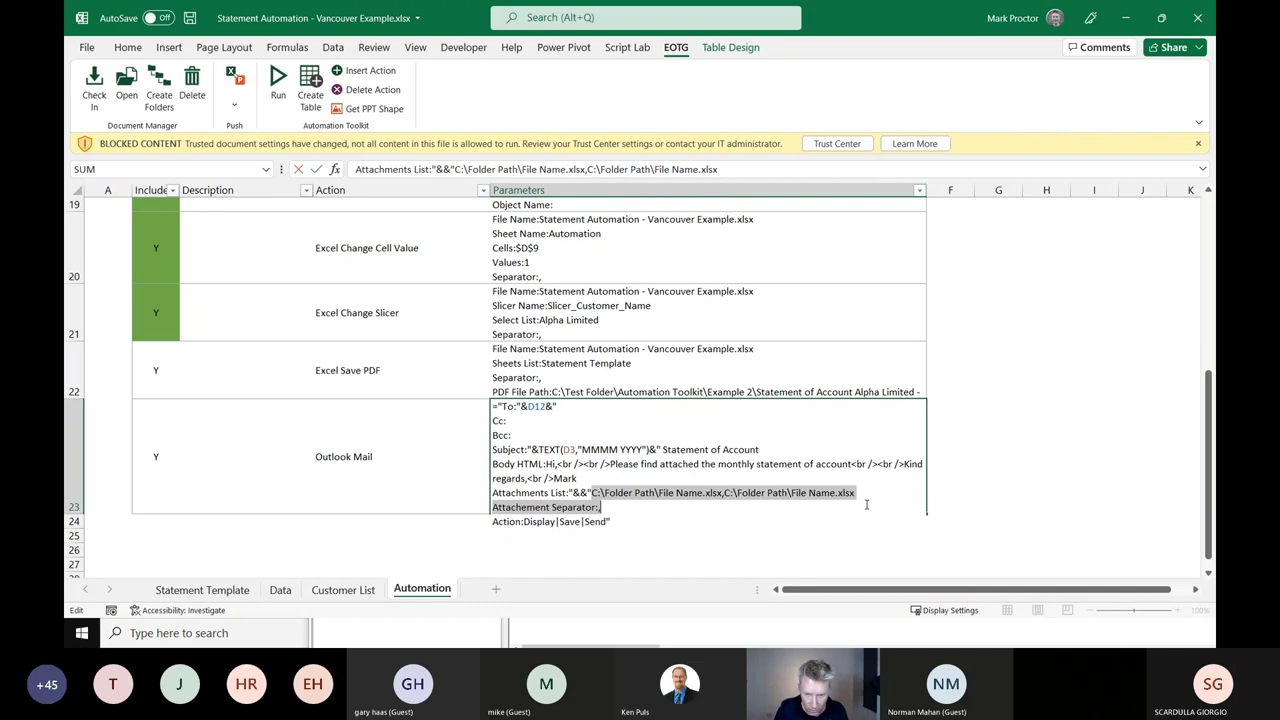 AutoSave Off Statement Automation - Vancouver Example.xlsx Search (Alt+Q) Mark Proctor
File Home Insert Page Layout Formulas Data Review View Developer Help Power Pivot Script Lab EOTG Table Design Comments Share
Check In Open Create Folders Delete Run Create Table Insert Action
Delete Action
Get PPT Shape
Document Manager Push Automation Toolkit
BLOCKED CONTENT Trusted document settings have changed, not all content in this file is allowed to run. Review your Trust Center settings or contact your IT administrator. Trust Center Learn More
SUM fx Attachments List:"&&"C:\Folder Path\File Name.xlsx,C:\Folder Path\File Name.xlsx
A Include Description Action Parameters F G H I J K
19 Object Name:
File Name:Statement Automation - Vancouver Example.xlsx
Sheet Name:Automation
Y Excel Change Cell Value Cells:$D$9
Values:1
20 Separator:,
File Name:Statement Automation - Vancouver Example.xlsx
Slicer Name:Slicer_Customer_Name
Y Excel Change Slicer Select List:Alpha Limited
21 Separator:,
File Name:Statement Automation - Vancouver Example.xlsx
Sheets List:Statement Template
Y Excel Save PDF Separator:,
22 PDF File Path:C:\Test Folder\Automation Toolkit\Example 2\Statement of Account Alpha Limited -
="To:"&D12&"
Cc:
Bcc:
Subject:"&TEXT(D3,"MMMM YYYY")&" Statement of Account
Y Outlook Mail Body HTML:Hi,<br /><br />Please find attached the monthly statement of account<br /><br />Kind
regards,<br />Mark
Attachments List:"&&"C:\Folder Path\File Name.xlsx,C:\Folder Path\File Name.xlsx
23 Attachement Separator:,
24 Action:Display|Save|Send"
25
26
27
Statement Template Data Customer List Automation
Edit Accessibility: Investigate Display Settings 100%
Type here to search
+45 T J HR EH GH M NM SG
gary haas (Guest) mike (Guest) Ken Puls Norman Mahan (Guest) SCARDULLA GIORGIO